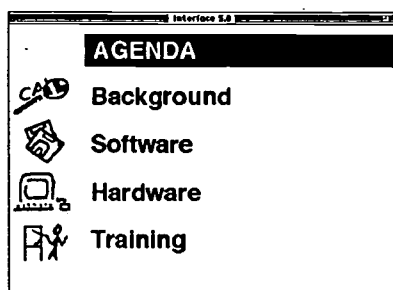 Interface 5.0
AGENDA
CAD
Background
Software
Hardware
Training